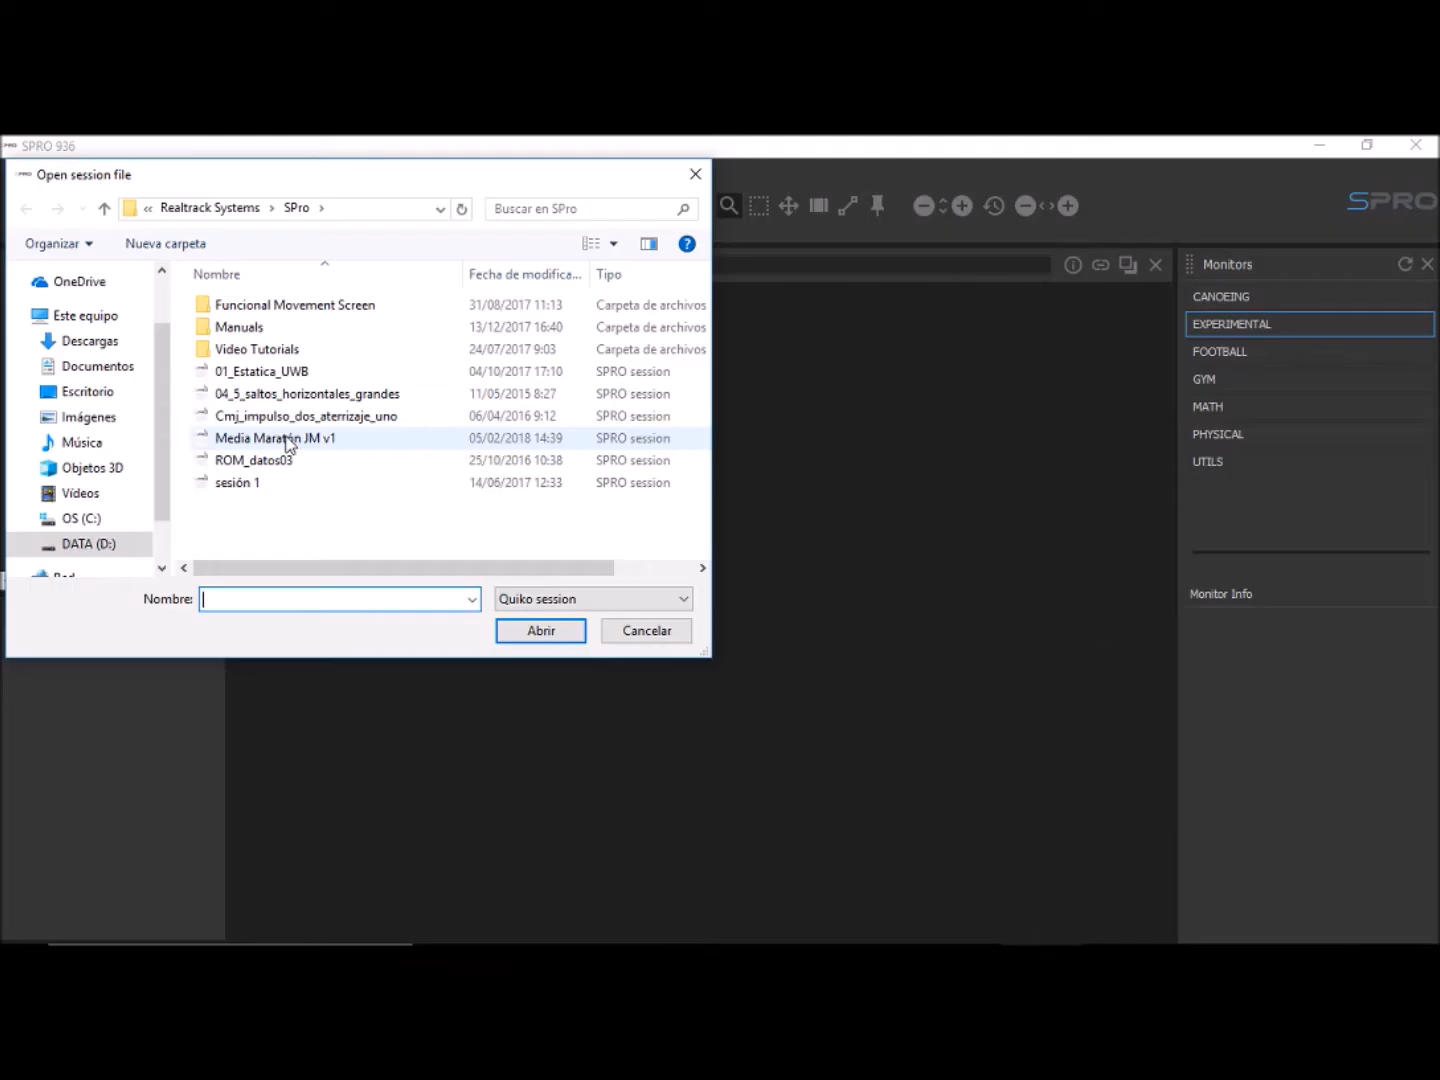 SPRO 936
Open session file
« Realtrack Systems > SPro >
Buscar en SPro
SPRO
Organizar
Nueva carpeta
OneDrive
Este equipo
Descargas
Documentos
Escritorio
Imágenes
Música
Objetos 3D
Vídeos
OS (C:)
DATA (D:)
Red
Nombre Fecha de modifica... Tipo
Funcional Movement Screen 31/08/2017 11:13 Carpeta de archivos
Manuals 13/12/2017 16:40 Carpeta de archivos
Video Tutorials 24/07/2017 9:03 Carpeta de archivos
01_Estatica_UWB 04/10/2017 17:10 SPRO session
04_5_saltos_horizontales_grandes 11/05/2015 8:27 SPRO session
Cmj_impulso_dos_aterrizaje_uno 06/04/2016 9:12 SPRO session
Media Maratón JM v1 05/02/2018 14:39 SPRO session
ROM_datos03 25/10/2016 10:38 SPRO session
sesión 1 14/06/2017 12:33 SPRO session
Nombre:
Quiko session
Abrir
Cancelar
Monitors
CANOEING
EXPERIMENTAL
FOOTBALL
GYM
MATH
PHYSICAL
UTILS
Monitor Info